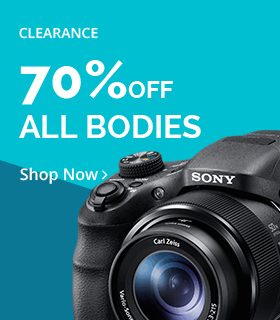 CLEARANCE
70%OFF
ALL BODIES
Shop Now >
SONY
Carl Zeiss